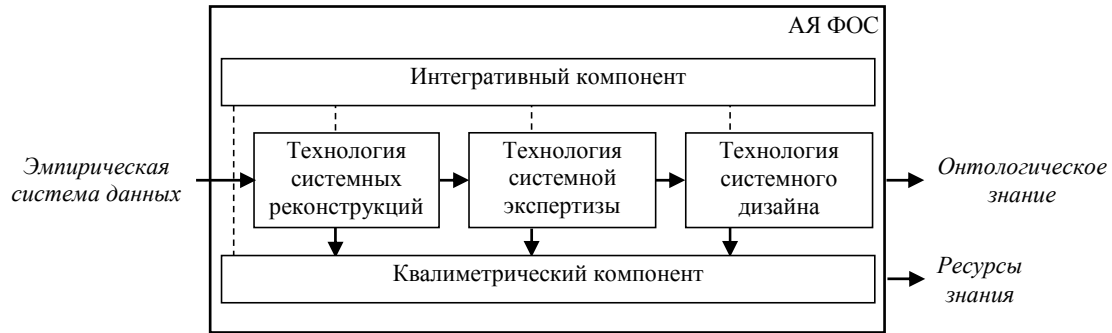 АЯ ФОС
Интегративный компонент
Эмпирическая
система данных
Технология
системных
реконструкций
Технология
системной
экспертизы
Технология
системного
дизайна
Онтологическое
знание
Квалиметрический компонент
Ресурсы
знания